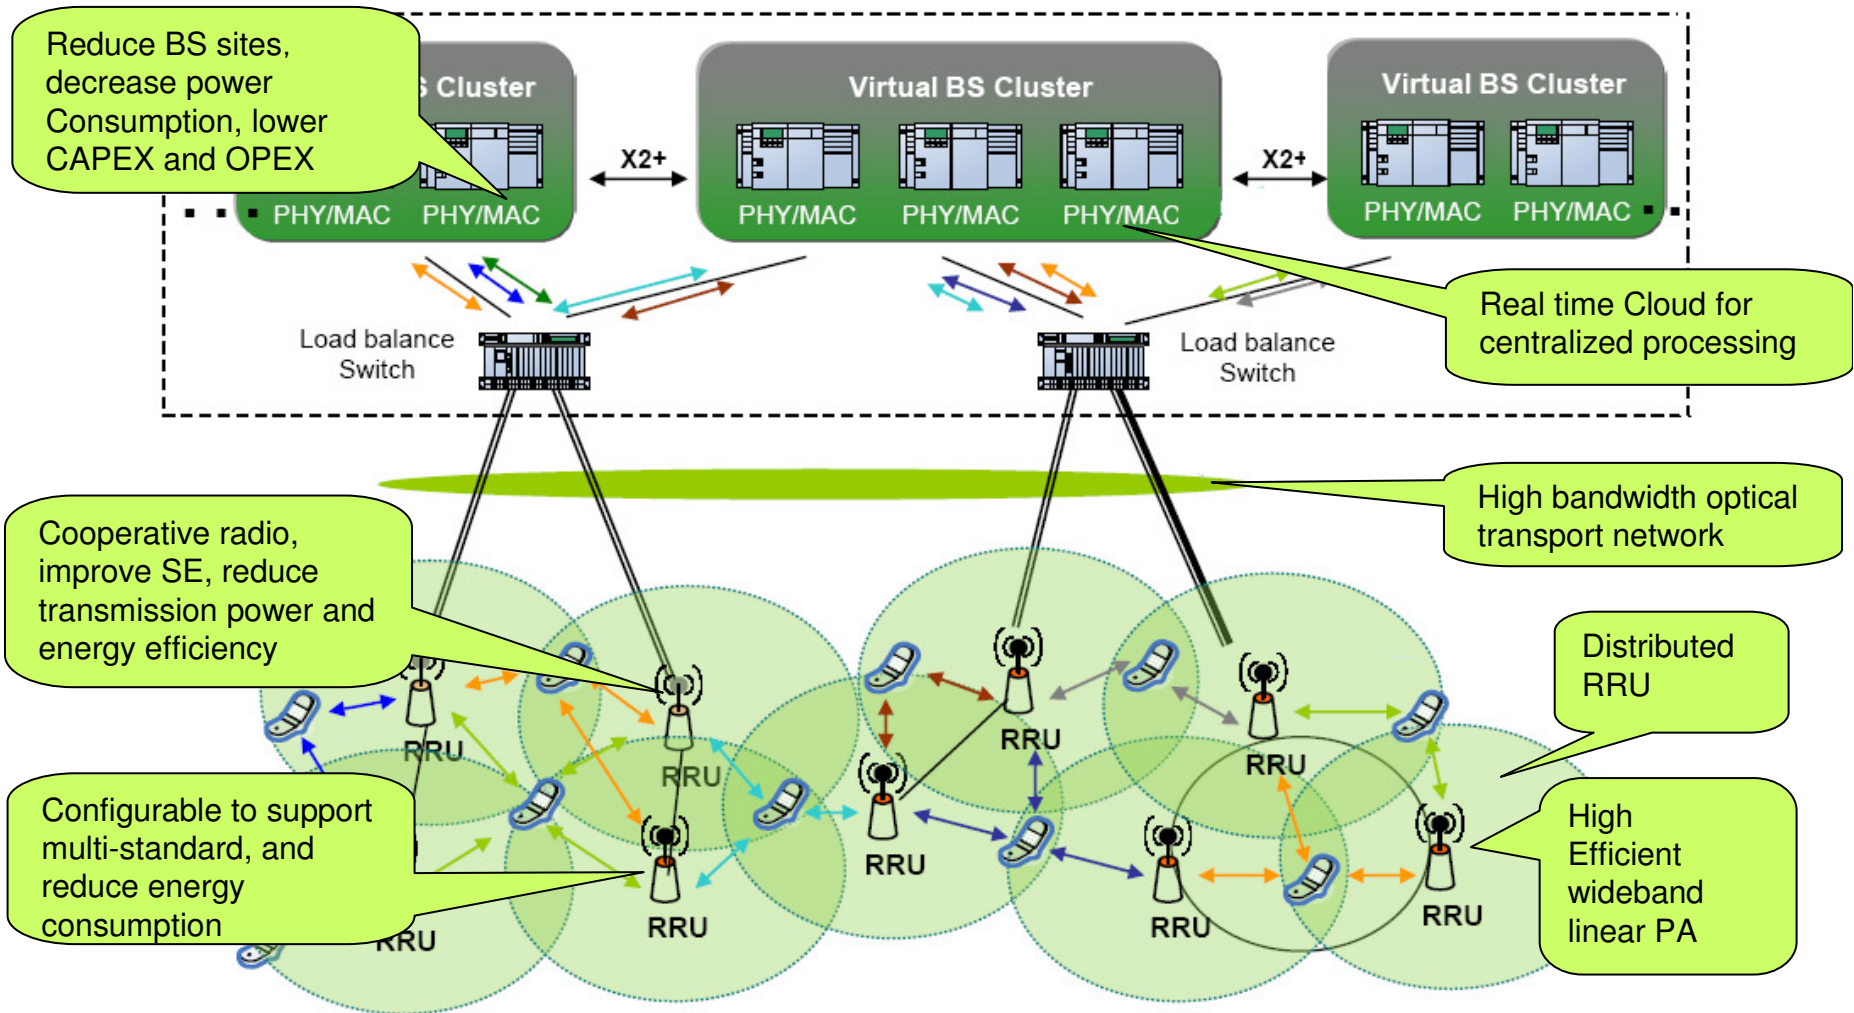 Reduce BS sites,
decrease power
Consumption, lower
CAPEX and OPEX
S Cluster
Virtual BS Cluster
Virtual BS Cluster
X2+
X2+
PHY/MAC
PHY/MAC
PHY/MAC
PHY/MAC
PHY/MAC
PHY/MAC
PHY/MAC
Load balance
Switch
Load balance
Switch
Real time Cloud for
centralized processing
High bandwidth optical
transport network
Cooperative radio,
improve SE, reduce
transmission power and
energy efficiency
Distributed
RRU
RRU
RRU
RRU
RRU
Configurable to support
multi-standard, and
reduce energy
consumption
High
Efficient
wideband
linear PA
RRU
RRU
RRU
RRU
RRU